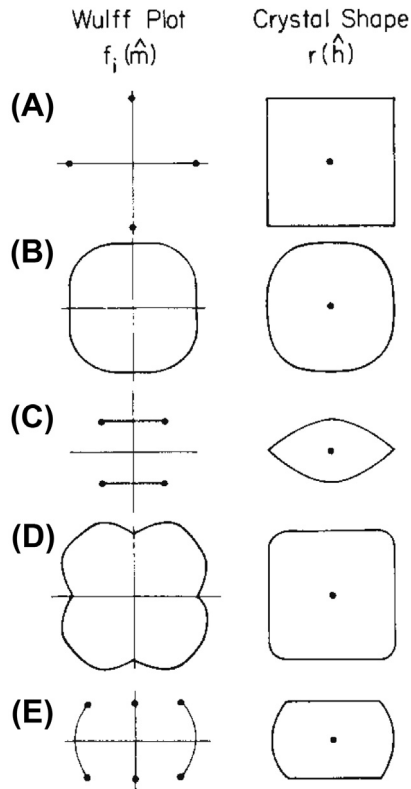 Wulff Plot Crystal Shape
f_i (m̂) r (ĥ)
(A)
(B)
(C)
(D)
(E)